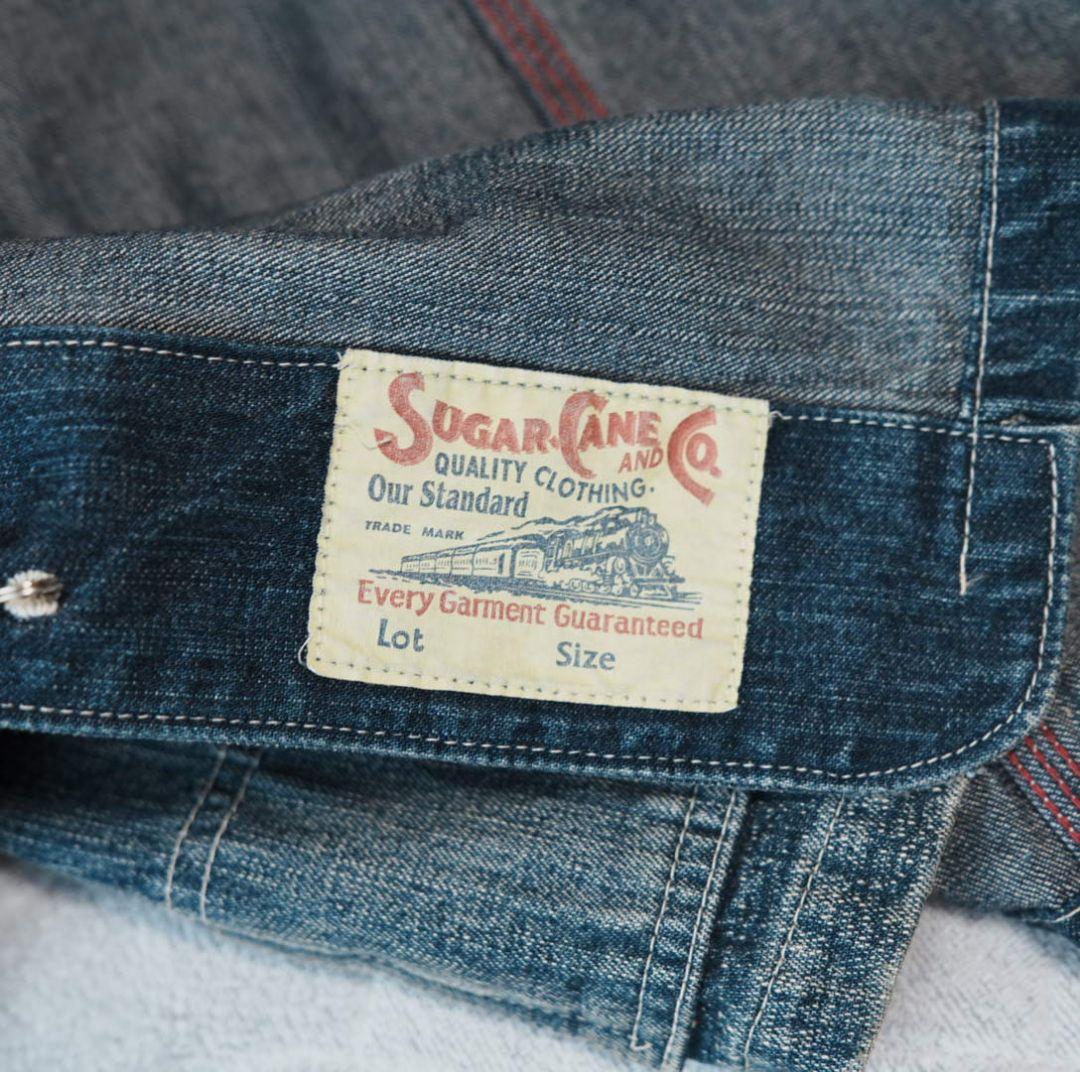 SUGAR CANE AND CO.
QUALITY CLOTHING.
Our Standard
TRADE MARK
Every Garment Guaranteed
Lot Size